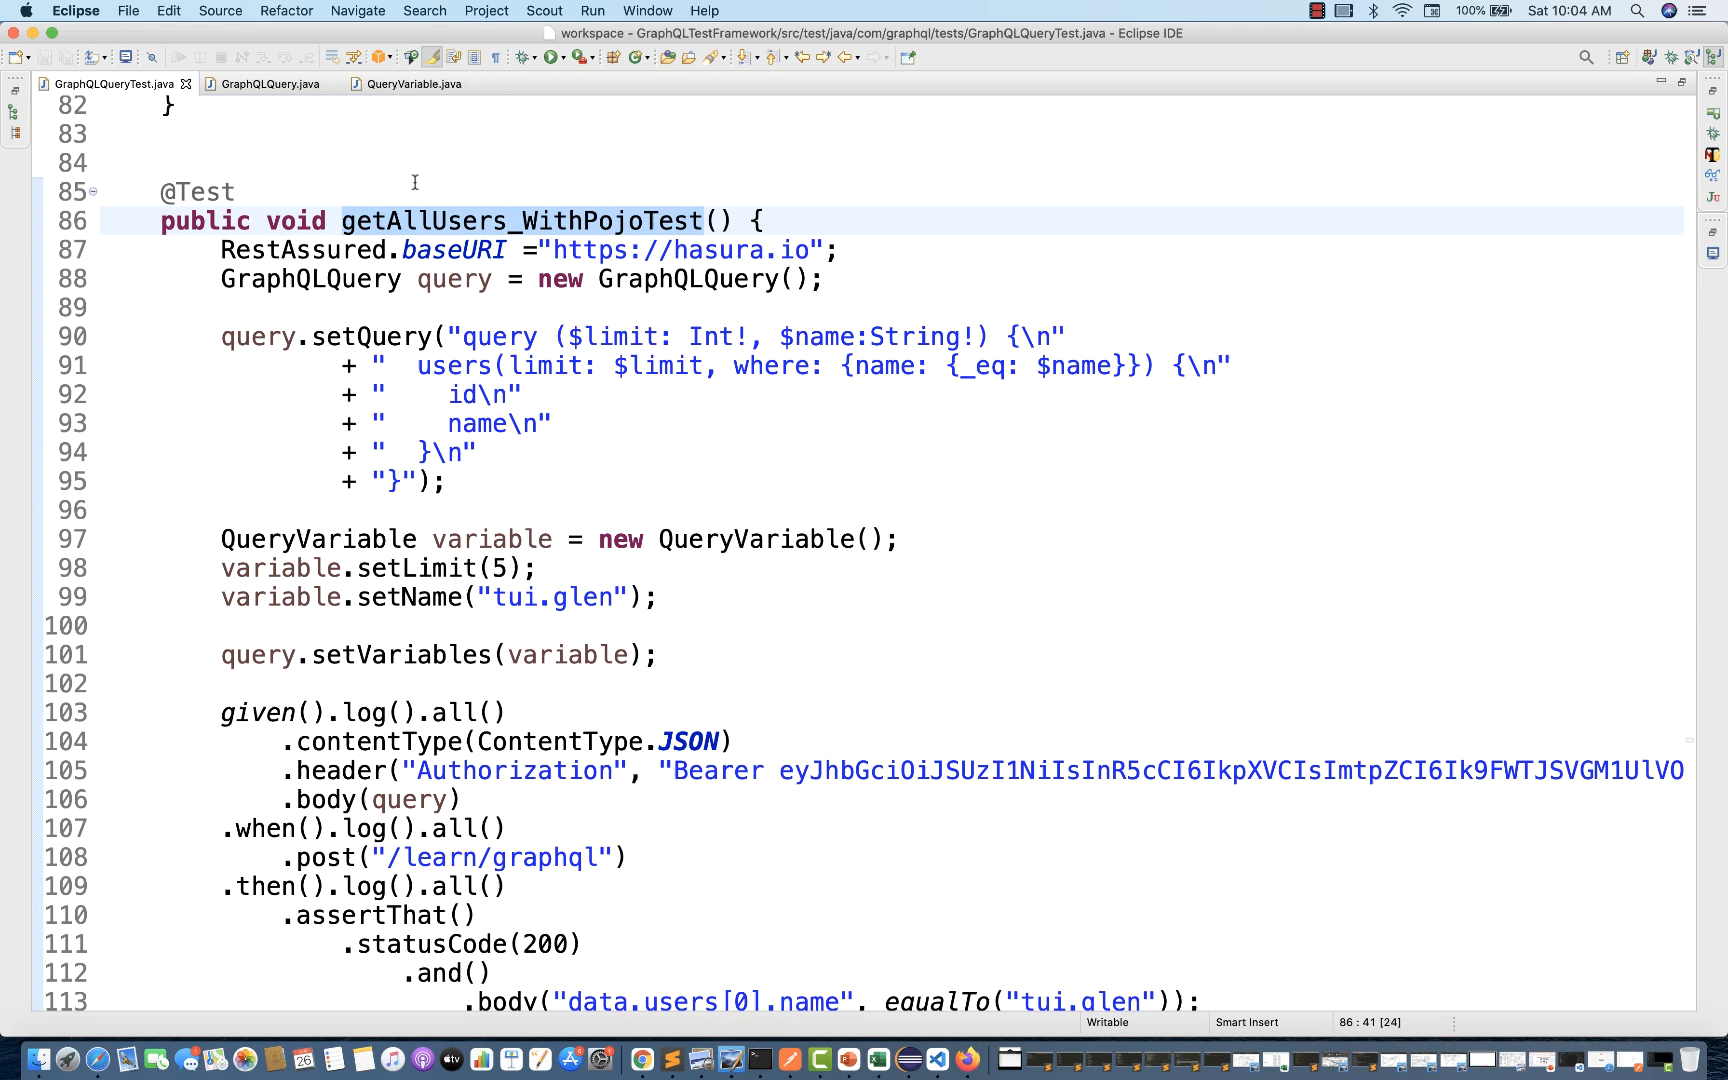 Eclipse File Edit Source Refactor Navigate Search Project Scout Run Window Help 100% Sat 10:04 AM
workspace - GraphQLTestFramework/src/test/java/com/graphql/tests/GraphQLQueryTest.java - Eclipse IDE
GraphQLQueryTest.java GraphQLQuery.java QueryVariable.java
82 }
83
84
85 @Test
86 public void getAllUsers_WithPojoTest() {
87 RestAssured.baseURI ="https://hasura.io";
88 GraphQLQuery query = new GraphQLQuery();
89
90 query.setQuery("query ($limit: Int!, $name:String!) {\n"
91 + " users(limit: $limit, where: {name: {_eq: $name}}) {\n"
92 + " id\n"
93 + " name\n"
94 + " }\n"
95 + "}");
96
97 QueryVariable variable = new QueryVariable();
98 variable.setLimit(5);
99 variable.setName("tui.glen");
100
101 query.setVariables(variable);
102
103 given().log().all()
104 .contentType(ContentType.JSON)
105 .header("Authorization", "Bearer eyJhbGciOiJSUzI1NiIsInR5cCI6IkpXVCIsImtpZCI6Ik9FWTJSVGM1UlVO
106 .body(query)
107 .when().log().all()
108 .post("/learn/graphql")
109 .then().log().all()
110 .assertThat()
111 .statusCode(200)
112 .and()
113 .body("data.users[0].name", equalTo("tui.glen"));
Writable Smart Insert 86 : 41 [24]